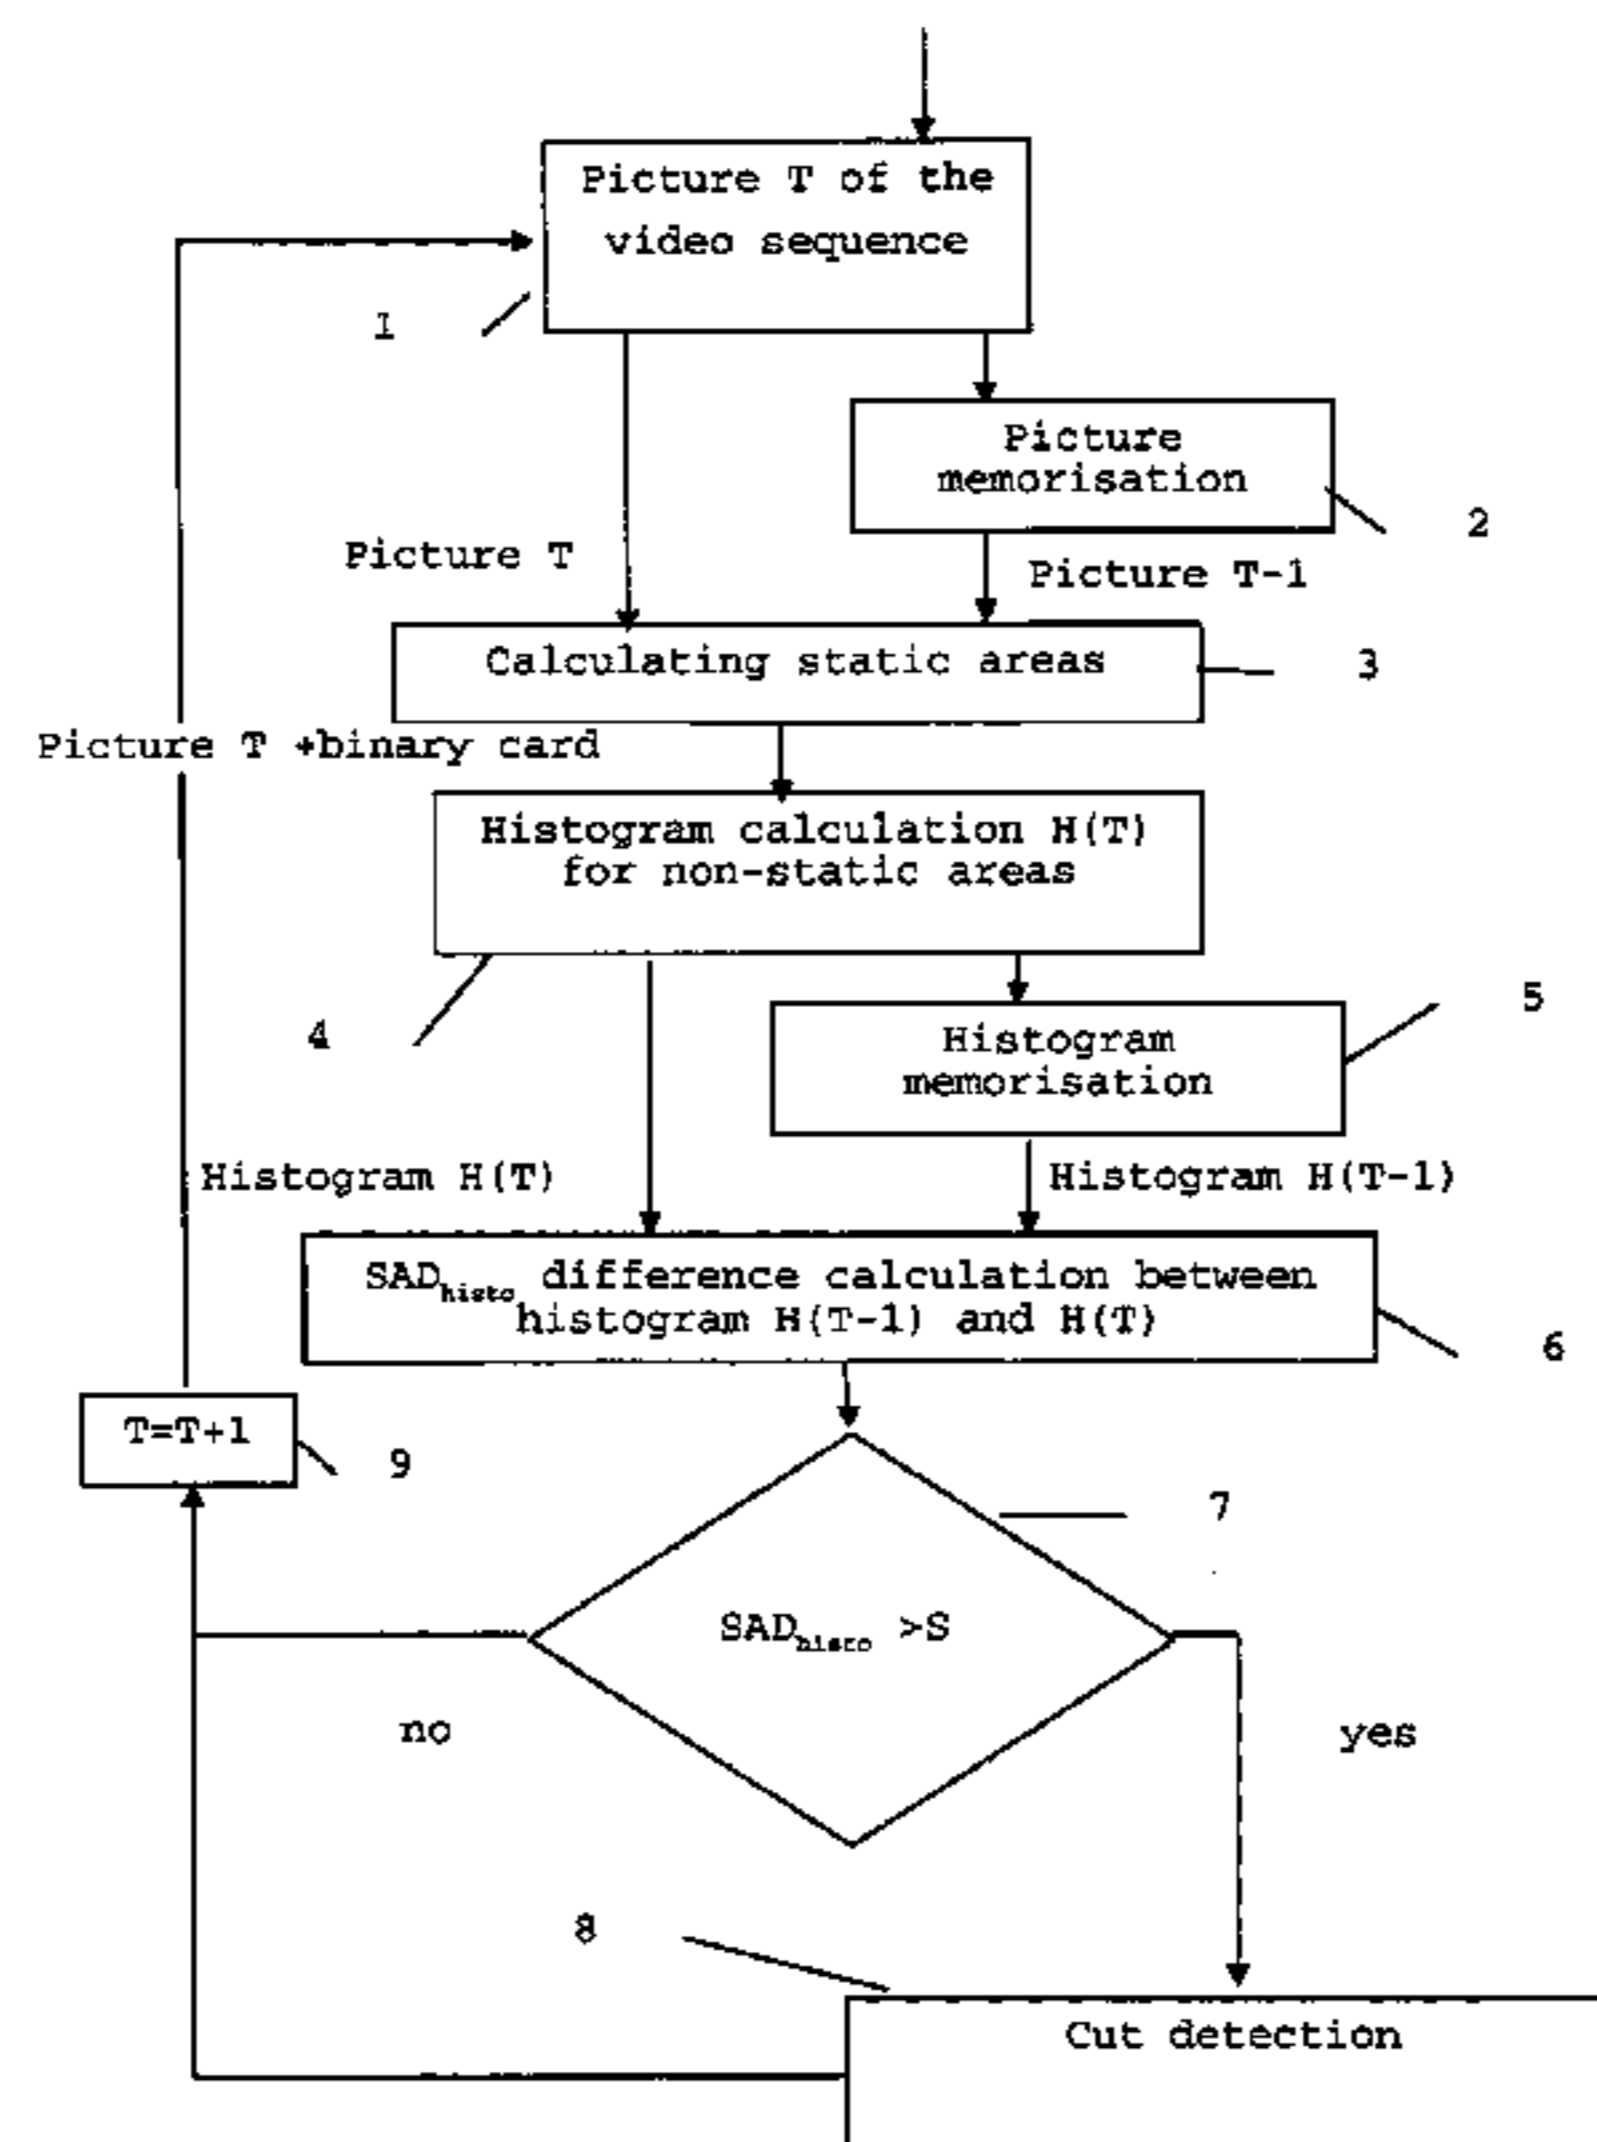 Picture T of the
video sequence
1
Picture
memorisation
2
Picture T
Picture T-1
Calculating static areas
3
Picture T +binary card
Histogram calculation H(T)
for non-static areas
4
5
Histogram
memorisation
Histogram H(T)
Histogram H(T-1)
SADhisto difference calculation between
histogram H(T-1) and H(T)
6
T=T+1
9
7
SADhisto >S
no
yes
8
Cut detection